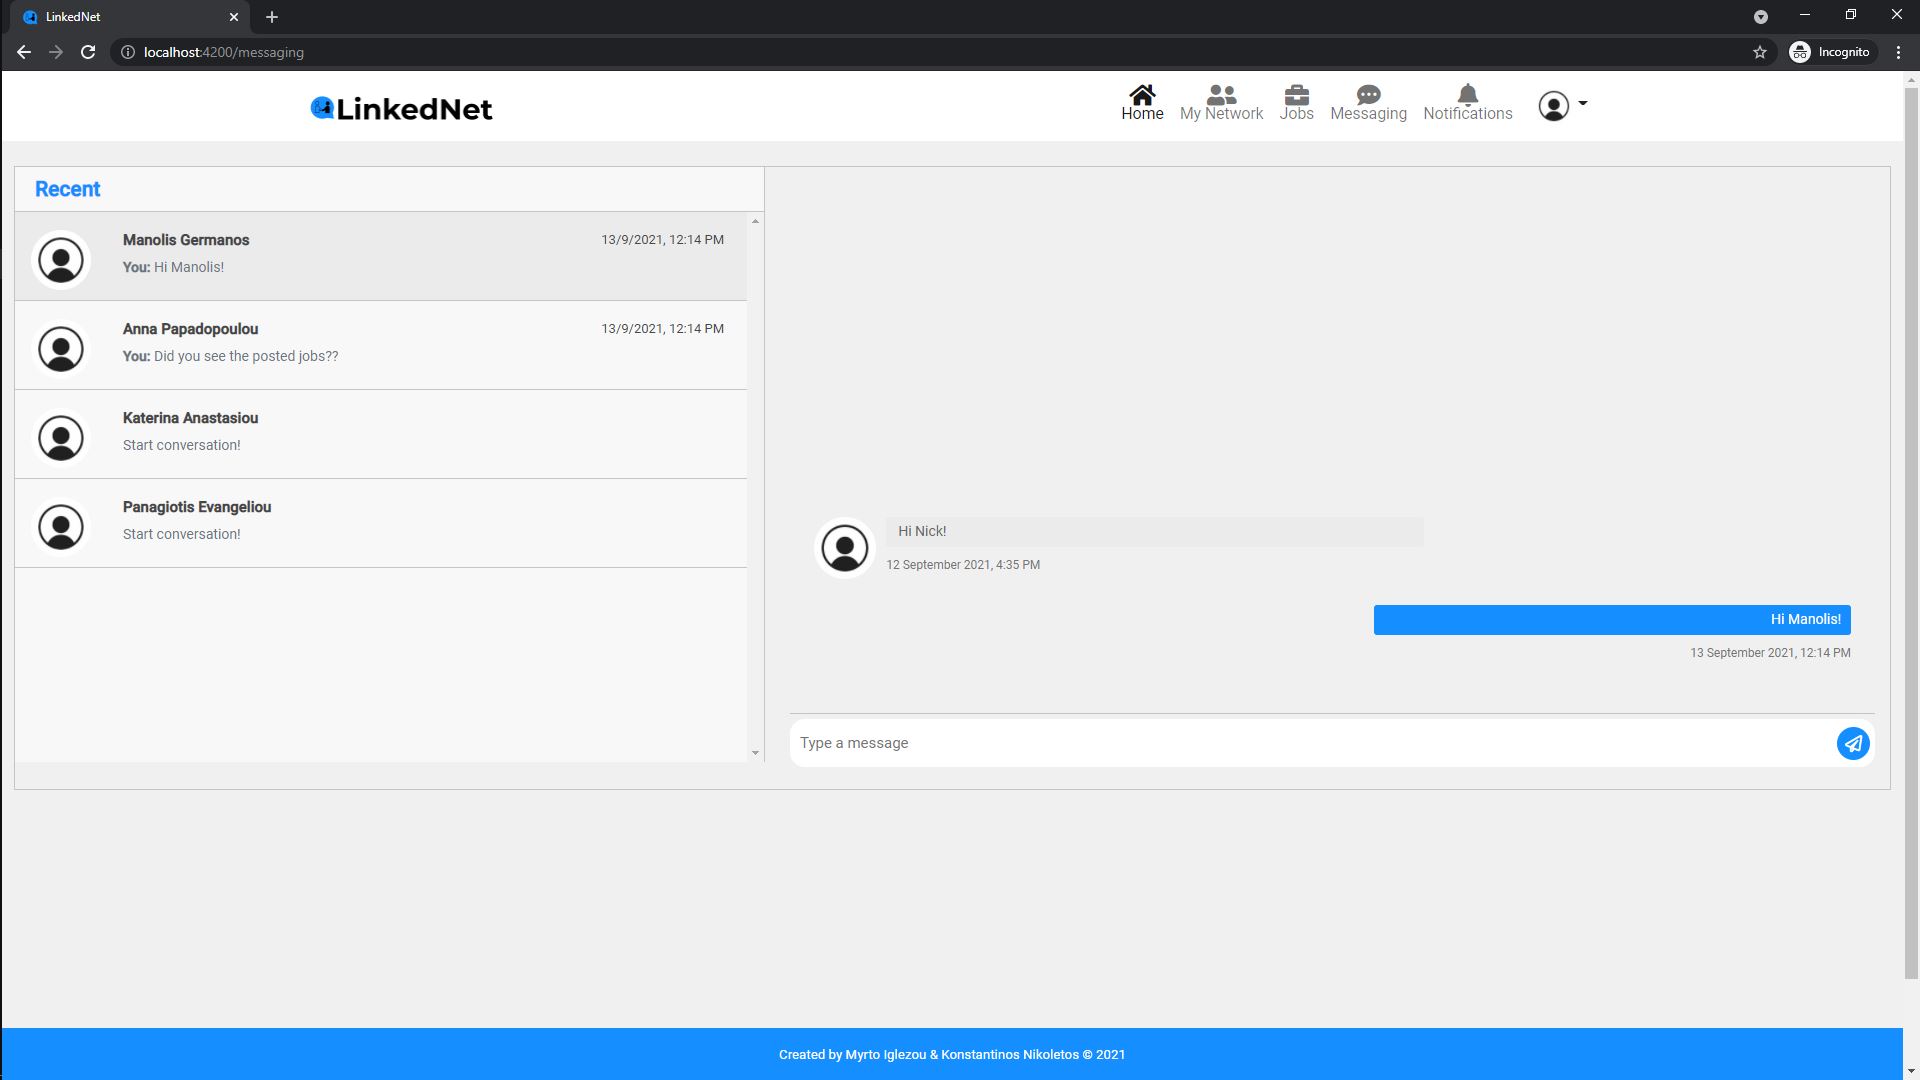 LinkedNet
localhost:4200/messaging
Incognito
LinkedNet
Home
My Network
Jobs
Messaging
Notifications
Recent
Manolis Germanos
13/9/2021, 12:14 PM
You: Hi Manolis!
Anna Papadopoulou
13/9/2021, 12:14 PM
You: Did you see the posted jobs??
Katerina Anastasiou
Start conversation!
Panagiotis Evangeliou
Start conversation!
Hi Nick!
12 September 2021, 4:35 PM
Hi Manolis!
13 September 2021, 12:14 PM
Type a message
Created by Myrto Iglezou & Konstantinos Nikoletos © 2021